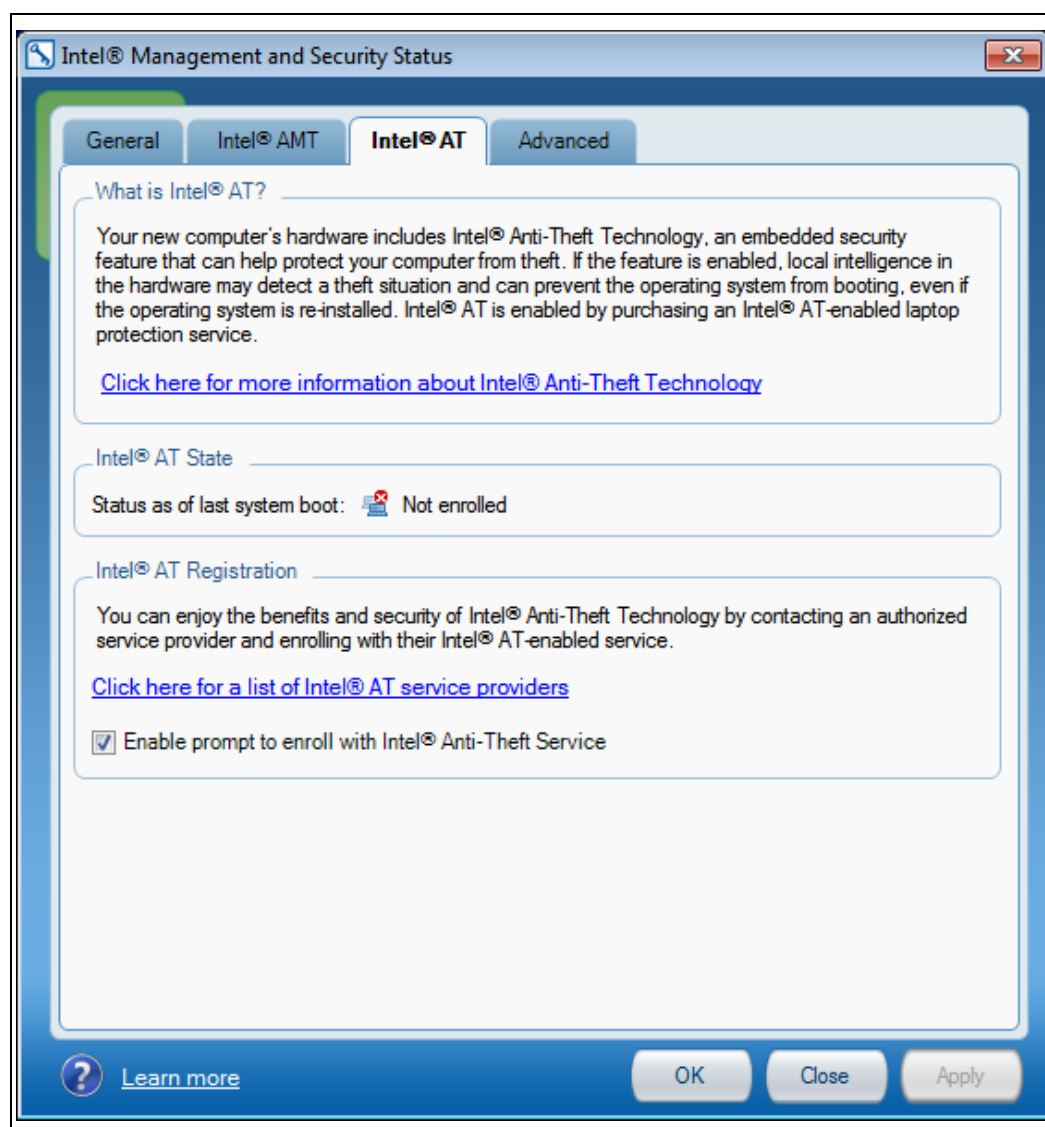 Intel® Management and Security Status
General Intel® AMT Intel® AT Advanced
What is Intel® AT?
Your new computer's hardware includes Intel® Anti-Theft Technology, an embedded security
feature that can help protect your computer from theft. If the feature is enabled, local intelligence in
the hardware may detect a theft situation and can prevent the operating system from booting, even if
the operating system is re-installed. Intel® AT is enabled by purchasing an Intel® AT-enabled laptop
protection service.
Click here for more information about Intel® Anti-Theft Technology
Intel® AT State
Status as of last system boot: Not enrolled
Intel® AT Registration
You can enjoy the benefits and security of Intel® Anti-Theft Technology by contacting an authorized
service provider and enrolling with their Intel® AT-enabled service.
Click here for a list of Intel® AT service providers
Enable prompt to enroll with Intel® Anti-Theft Service
? Learn more OK Close Apply